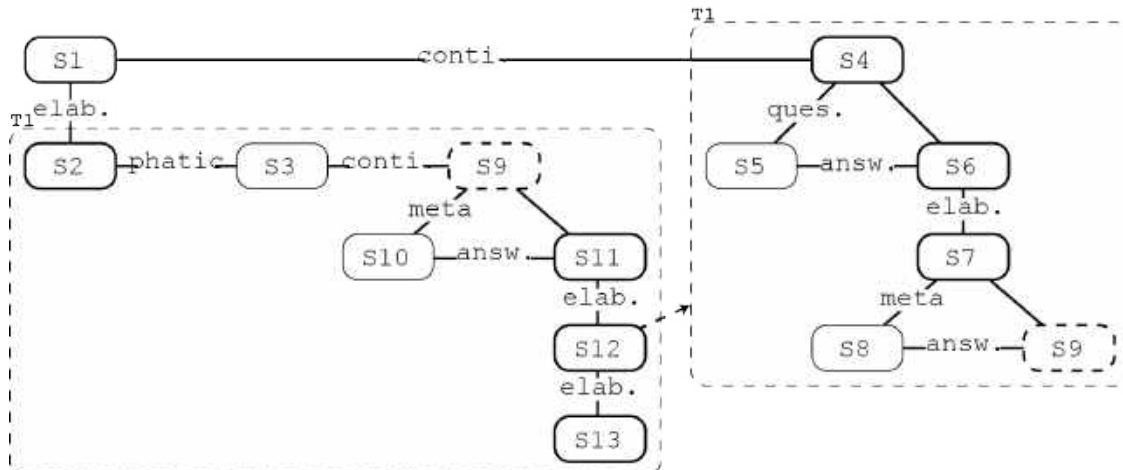 T1
S1 conti. S4
elab. ques.
T1
S2 phatic S3 conti. S9 S5 answ. S6
meta elab.
S10 answ. S11 S7
elab. meta
S12 S8 answ. S9
elab.
S13